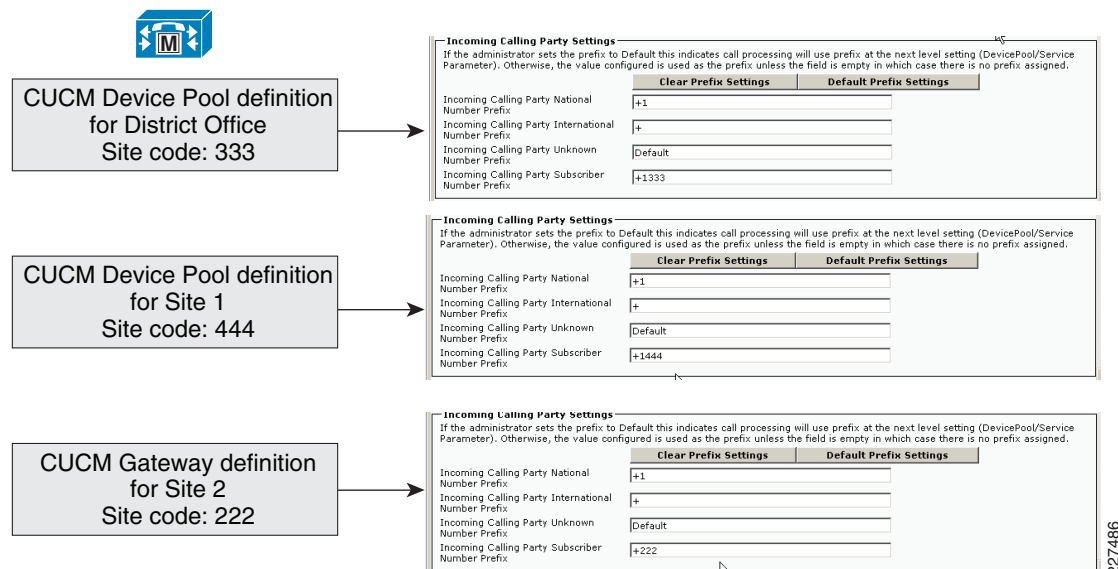 M
CUCM Device Pool definition
for District Office
Site code: 333
Incoming Calling Party Settings
If the administrator sets the prefix to Default this indicates call processing will use prefix at the next level setting (DevicePool/Service
Parameter). Otherwise, the value configured is used as the prefix unless the field is empty in which case there is no prefix assigned.
Clear Prefix Settings Default Prefix Settings
Incoming Calling Party National
Number Prefix
+1
Incoming Calling Party International
Number Prefix
+
Incoming Calling Party Unknown
Number Prefix
Default
Incoming Calling Party Subscriber
Number Prefix
+1333
CUCM Device Pool definition
for Site 1
Site code: 444
Incoming Calling Party Settings
If the administrator sets the prefix to Default this indicates call processing will use prefix at the next level setting (DevicePool/Service
Parameter). Otherwise, the value configured is used as the prefix unless the field is empty in which case there is no prefix assigned.
Clear Prefix Settings Default Prefix Settings
Incoming Calling Party National
Number Prefix
+1
Incoming Calling Party International
Number Prefix
+
Incoming Calling Party Unknown
Number Prefix
Default
Incoming Calling Party Subscriber
Number Prefix
+1444
CUCM Gateway definition
for Site 2
Site code: 222
Incoming Calling Party Settings
If the administrator sets the prefix to Default this indicates call processing will use prefix at the next level setting (DevicePool/Service
Parameter). Otherwise, the value configured is used as the prefix unless the field is empty in which case there is no prefix assigned.
Clear Prefix Settings Default Prefix Settings
Incoming Calling Party National
Number Prefix
+1
Incoming Calling Party International
Number Prefix
+
Incoming Calling Party Unknown
Number Prefix
Default
Incoming Calling Party Subscriber
Number Prefix
+222
227486